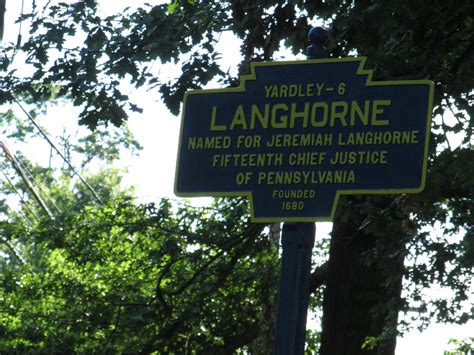 YARDLEY-6
LANGHORNE
NAMED FOR JEREMIAH LANGHORNE
FIFTEENTH CHIEF JUSTICE
OF PENNSYLVANIA
FOUNDED
1680